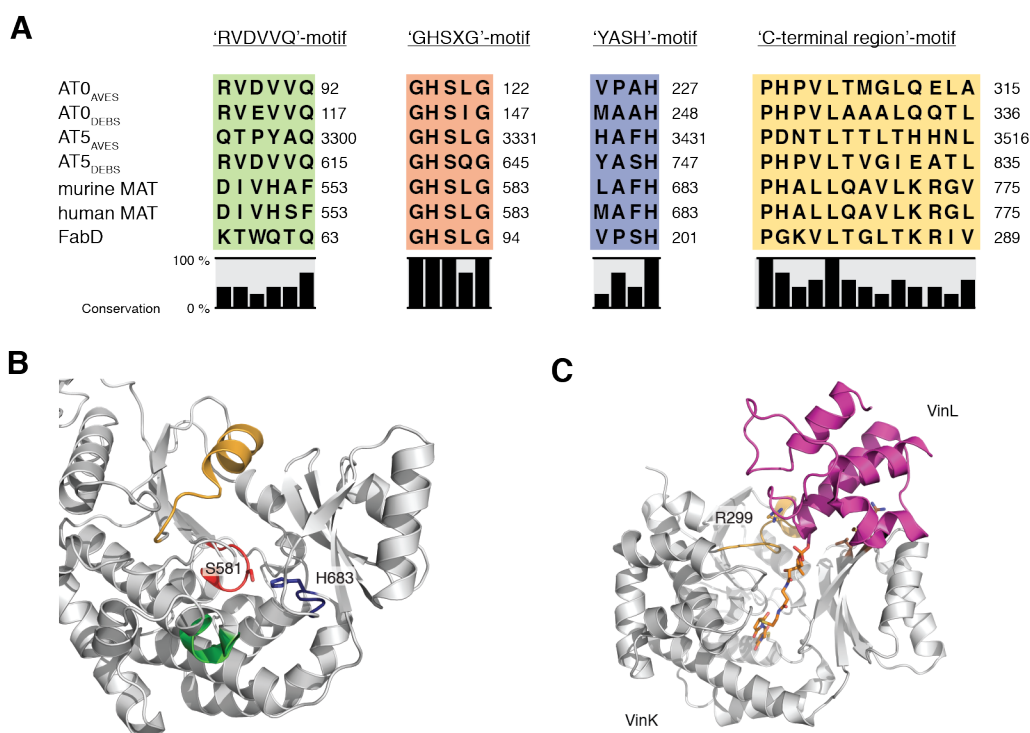 A
'RVDVVQ'-motif 'GHSXG'-motif 'YASH'-motif 'C-terminal region'-motif
AT0AVES RVDVVQ 92 GHSLG 122 VPAH 227 PHPVLTMGLQELA 315
AT0DEBS RVEVVQ 117 GHSIG 147 MAAH 248 PHPVLAAALQQTL 336
AT5AVES QTPYAQ 3300 GHSLG 3331 HAFH 3431 PDNTLTTLTHHNL 3516
AT5DEBS RVDVVQ 615 GHSQG 645 YASH 747 PHPVLTVGIEATL 835
murine MAT DIVHAF 553 GHSLG 583 LAFH 683 PHALLQAVLKRGV 775
human MAT DIVHSF 553 GHSLG 583 MAFH 683 PHALLQAVLKRGL 775
FabD KTWQTQ 63 GHSLG 94 VPSH 201 PGKVLTGLTKRIV 289
100 %
Conservation 0 %
B
S581
H683
C
VinL
R299
VinK